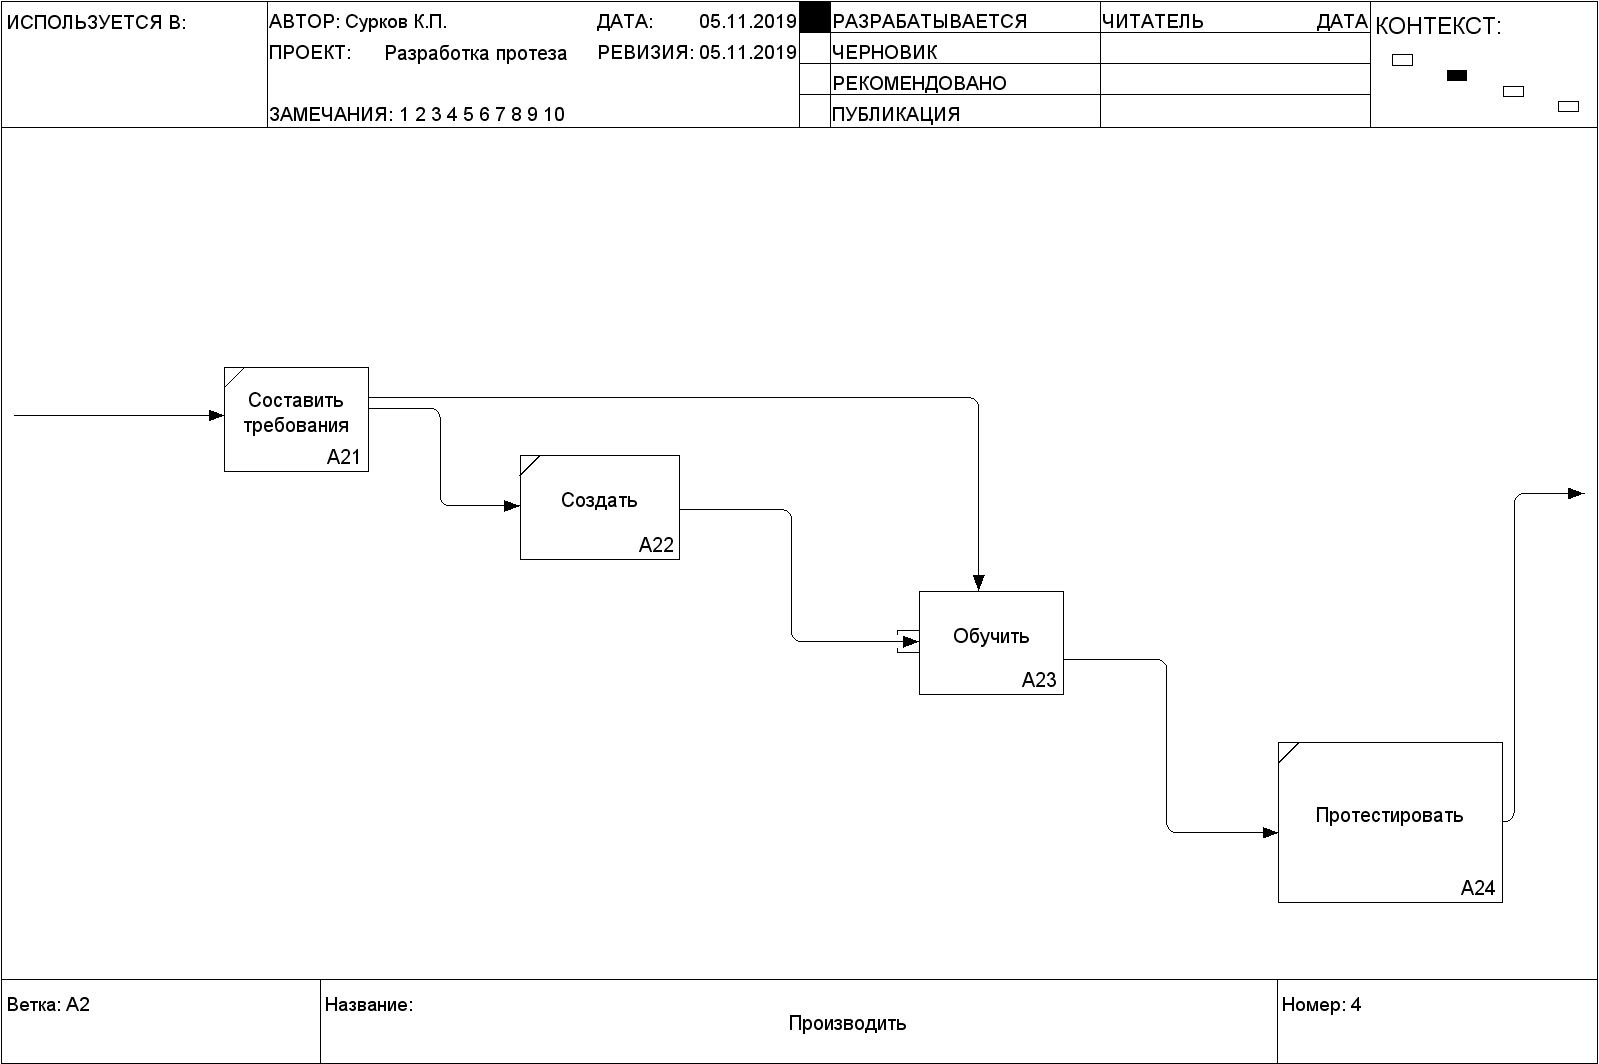 ИСПОЛЬЗУЕТСЯ В:
АВТОР: Сурков К.П.
ДАТА: 05.11.2019
ПРОЕКТ: Разработка протеза
РЕВИЗИЯ: 05.11.2019
ЗАМЕЧАНИЯ: 1 2 3 4 5 6 7 8 9 10
РАЗРАБАТЫВАЕТСЯ
ЧЕРНОВИК
РЕКОМЕНДОВАНО
ПУБЛИКАЦИЯ
ЧИТАТЕЛЬ ДАТА
КОНТЕКСТ:
Составить
требования
A21
Создать
A22
Обучить
A23
Протестировать
A24
Ветка: A2
Название:
Производить
Номер: 4